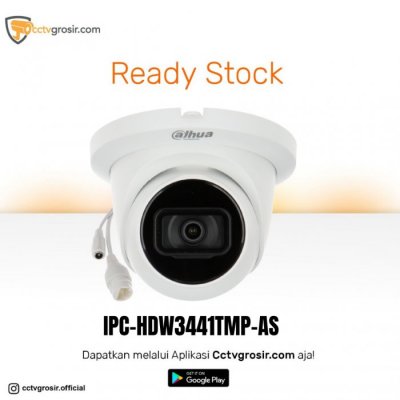 cctvgrosir.com
Ready Stock
alhua
IPC-HDW3441TMP-AS
Dapatkan melalui Aplikasi Cctvgrosir.com aja!
cctvgrosir.official
GET IT ON
Google Play